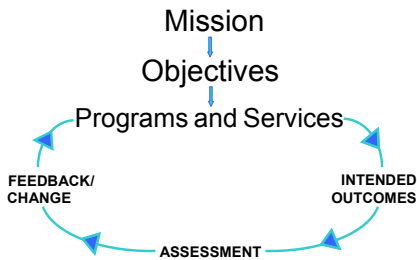 Mission
Objectives
Programs and Services
FEEDBACK/
CHANGE
INTENDED
OUTCOMES
ASSESSMENT